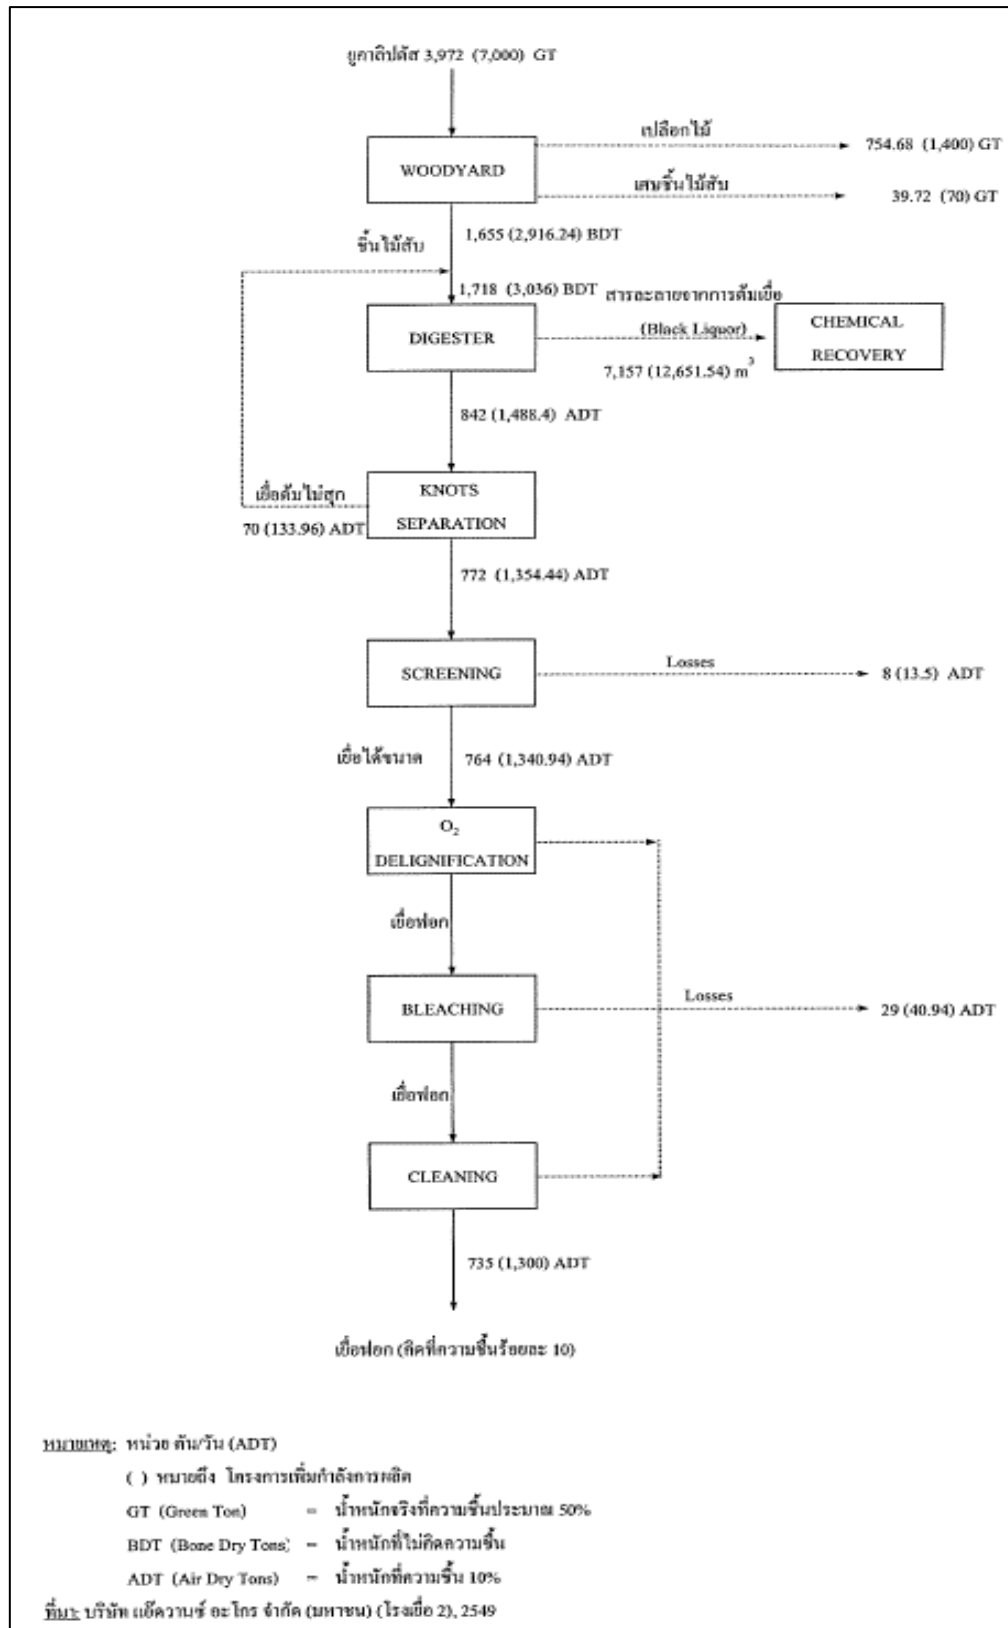 ยูคาลิปตัส 3,972 (7,000) GT
เปลือกไม้
754.68 (1,400) GT
WOODYARD
เศษชิ้นไม้สับ
39.72 (70) GT
ชิ้นไม้สับ
1,655 (2,916.24) BDT
1,718 (3,036) BDT
สารละลายจากการต้มเยื่อ
DIGESTER
(Black Liquor)
7,157 (12,651.54) m³
CHEMICAL
RECOVERY
842 (1,488.4) ADT
เยื่อต้มไม่สุก
70 (133.96) ADT
KNOTS
SEPARATION
772 (1,354.44) ADT
SCREENING
Losses
8 (13.5) ADT
เยื่อได้ขนาด
764 (1,340.94) ADT
O₂
DELIGNIFICATION
เยื่อฟอก
BLEACHING
Losses
29 (40.94) ADT
เยื่อฟอก
CLEANING
735 (1,300) ADT
เยื่อฟอก (คิดที่ความชื้นร้อยละ 10)
หมายเหตุ: หน่วย ตัน/วัน (ADT)
( ) หมายถึง โครงการเพิ่มกำลังการผลิต
GT (Green Ton) = น้ำหนักจริงที่ความชื้นประมาณ 50%
BDT (Bone Dry Tons) = น้ำหนักที่ไม่คิดความชื้น
ADT (Air Dry Tons) = น้ำหนักที่ความชื้น 10%
ที่มา: บริษัท แอ๊ดวานซ์ อะโกร จำกัด (มหาชน) (โรงเยื่อ 2), 2549